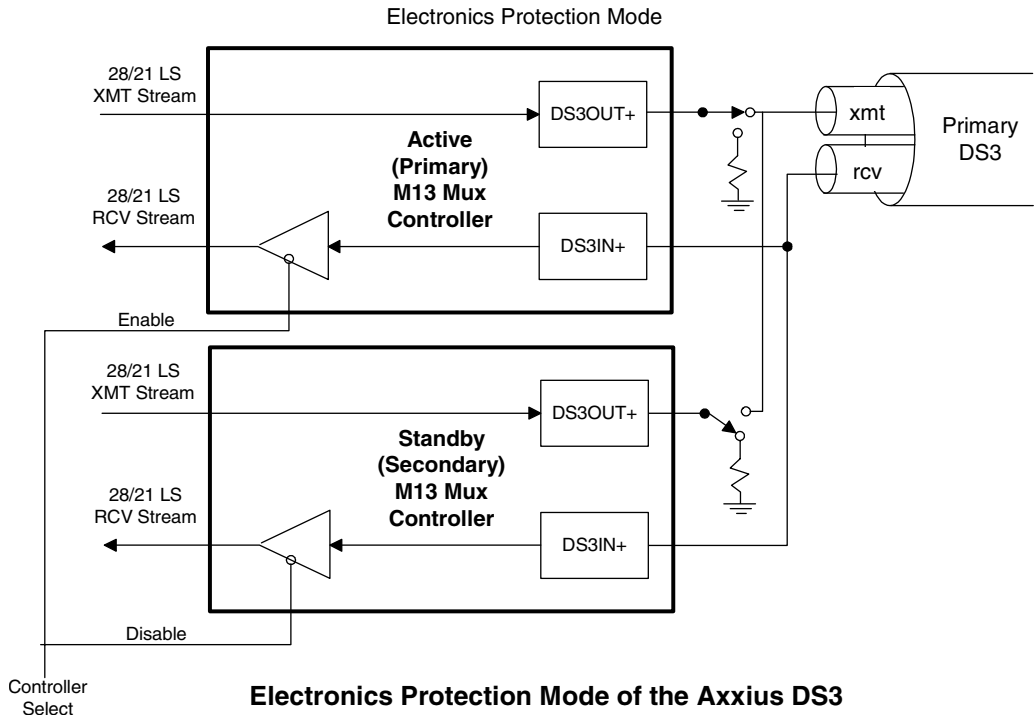 Electronics Protection Mode
28/21 LS
XMT Stream
DS3OUT+
xmt
Primary
DS3
Active
(Primary)
M13 Mux
Controller
rcv
28/21 LS
RCV Stream
DS3IN+
Enable
28/21 LS
XMT Stream
DS3OUT+
Standby
(Secondary)
M13 Mux
Controller
28/21 LS
RCV Stream
DS3IN+
Disable
Controller
Select
Electronics Protection Mode of the Axxius DS3